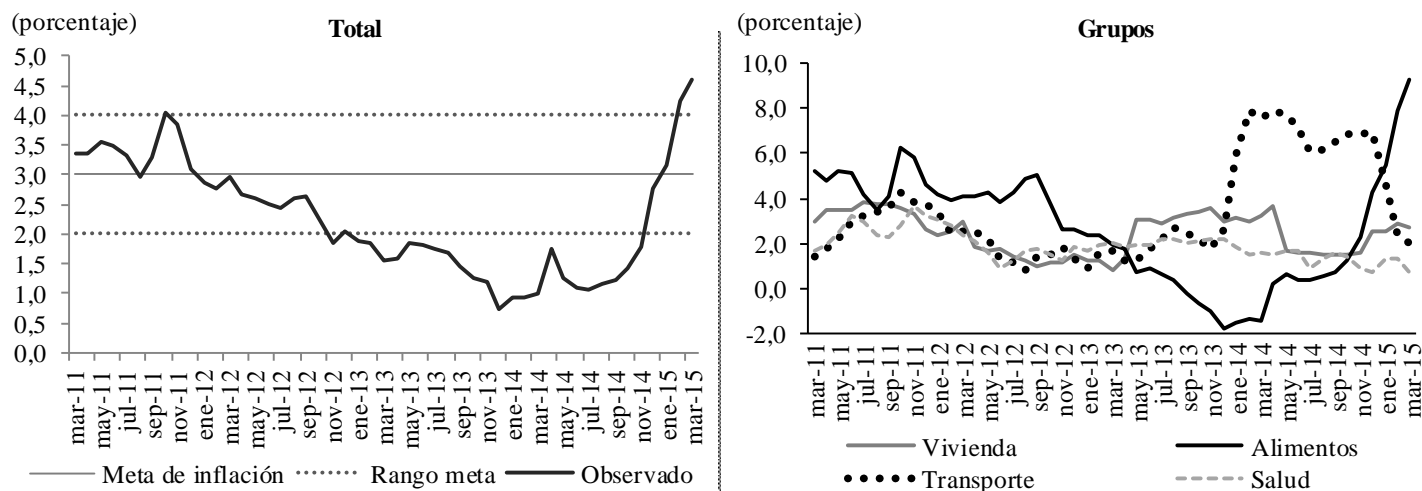 (porcentaje)
Total
5,0
4,5
4,0
3,5
3,0
2,5
2,0
1,5
1,0
0,5
0,0
mar-11
may-11
jul-11
sep-11
nov-11
ene-12
mar-12
may-12
jul-12
sep-12
nov-12
ene-13
mar-13
may-13
jul-13
sep-13
nov-13
ene-14
mar-14
may-14
jul-14
sep-14
nov-14
ene-15
mar-15
Meta de inflación
Rango meta
Observado
(porcentaje)
Grupos
10,0
8,0
6,0
4,0
2,0
0,0
-2,0
mar-11
may-11
jul-11
sep-11
nov-11
ene-12
mar-12
may-12
jul-12
sep-12
nov-12
ene-13
mar-13
may-13
jul-13
sep-13
nov-13
ene-14
mar-14
may-14
jul-14
sep-14
nov-14
ene-15
mar-15
Vivienda
Alimentos
Transporte
Salud